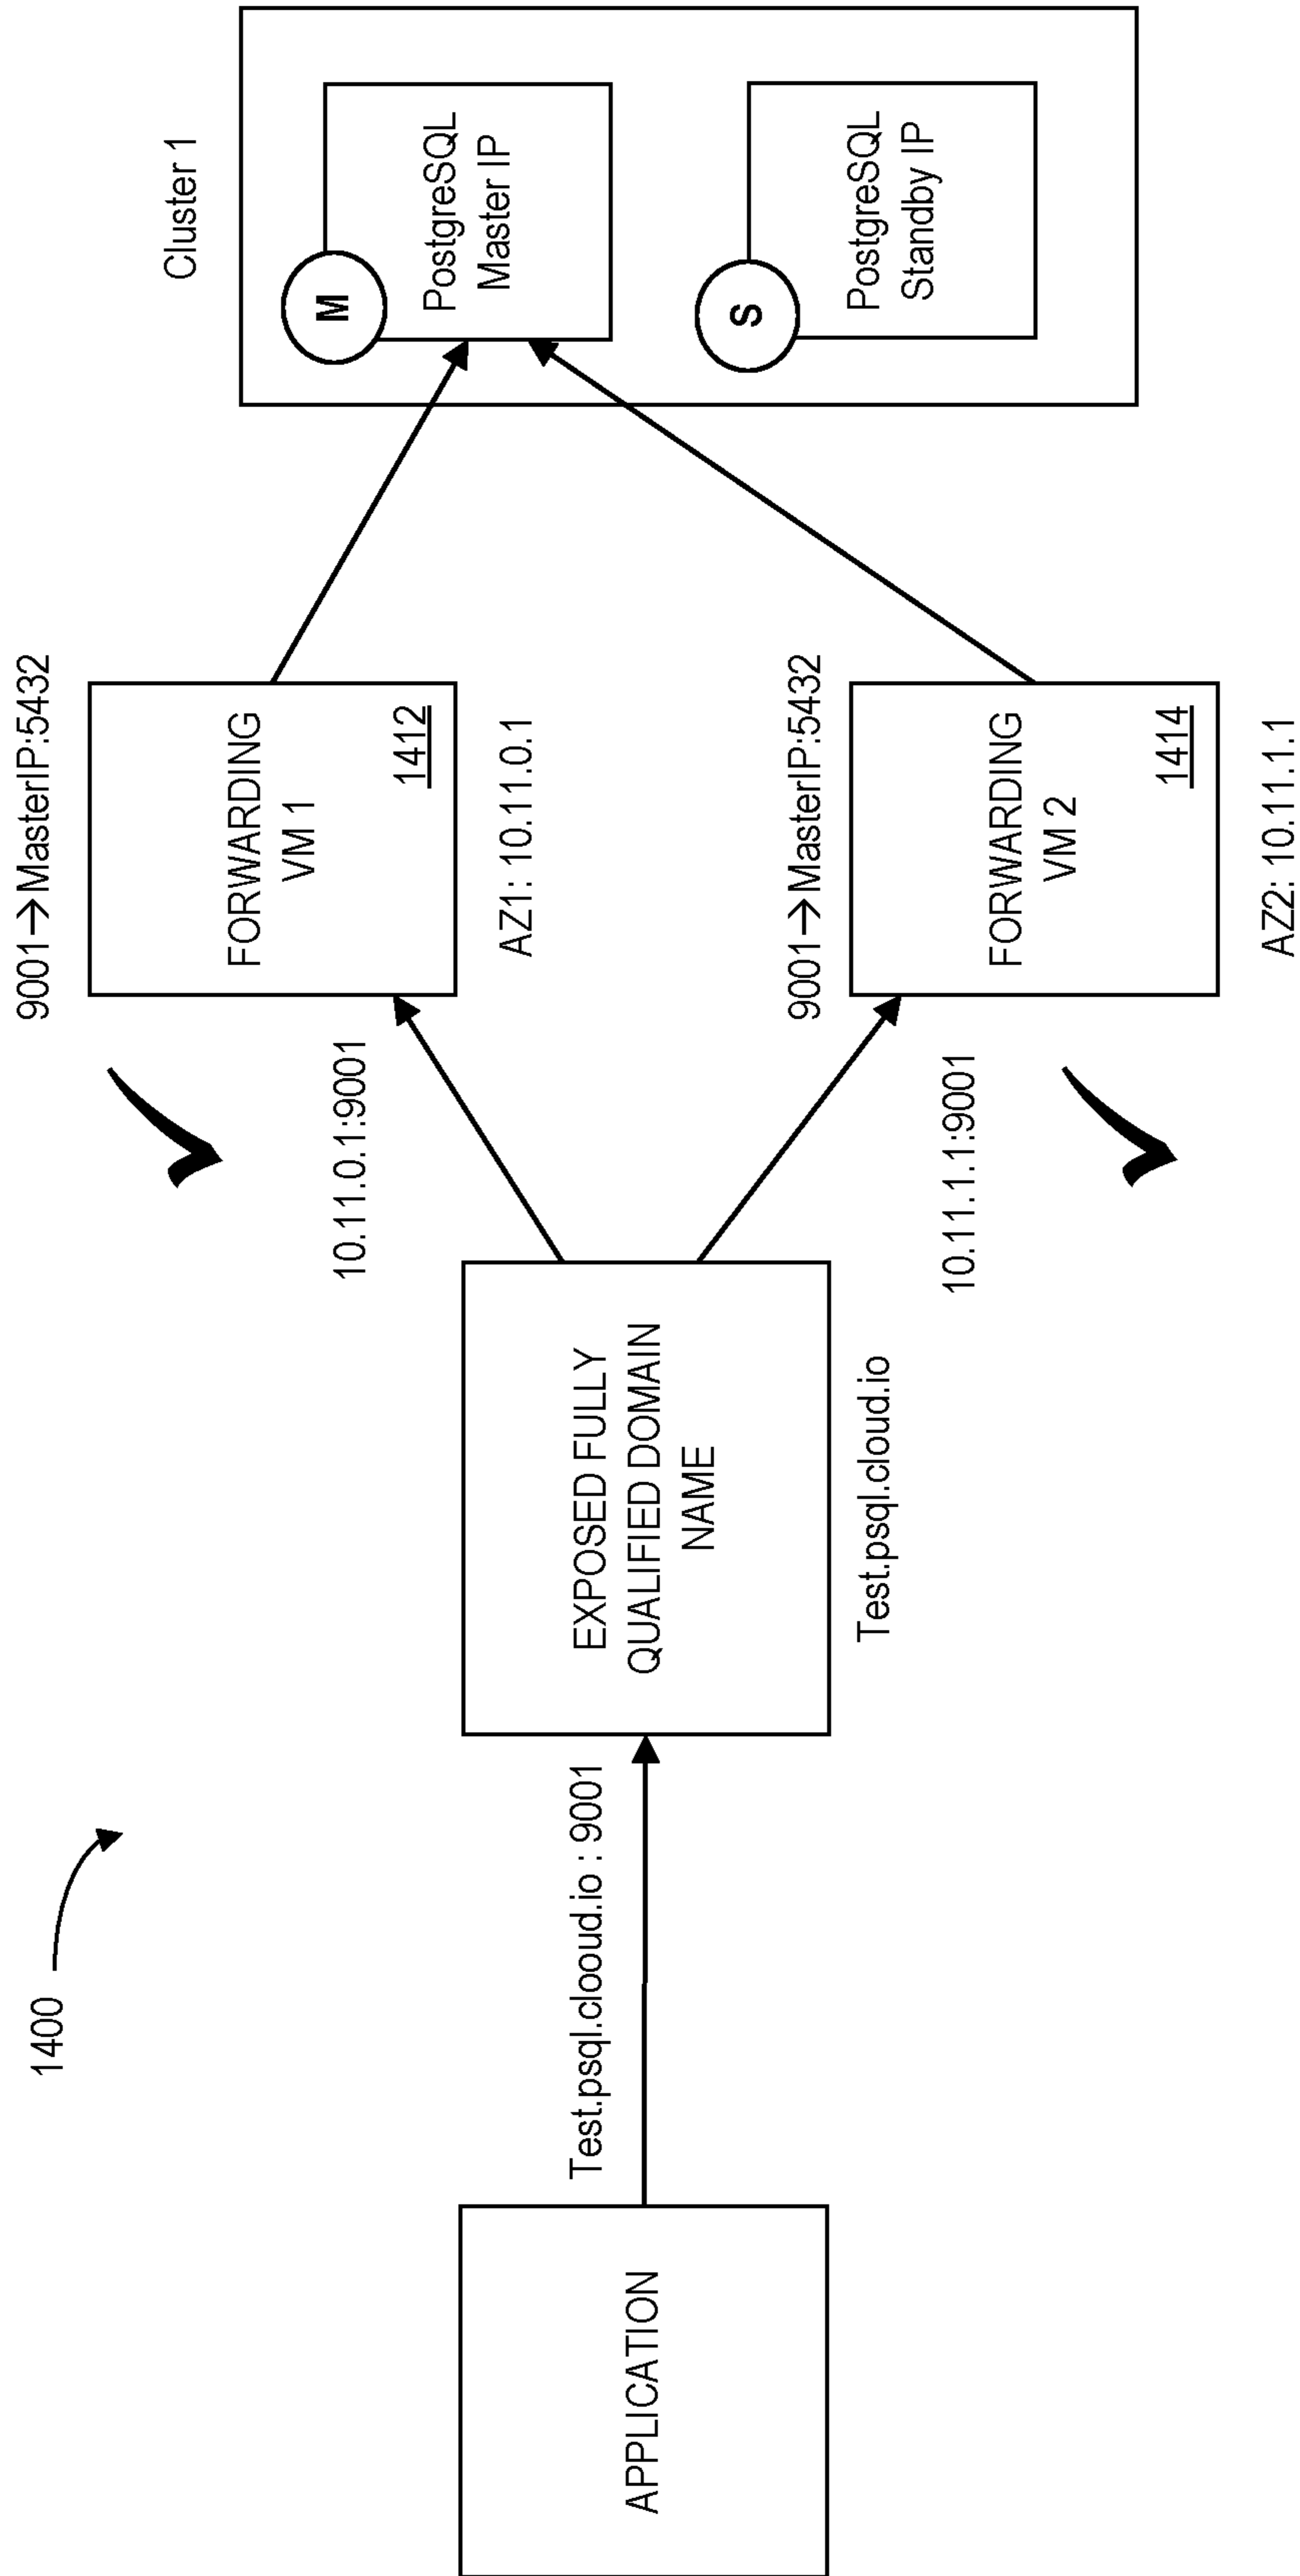 1400
APPLICATION
Test.psql.clooud.io : 9001
EXPOSED FULLY
QUALIFIED DOMAIN
NAME
Test.psql.cloud.io
10.11.0.1:9001
10.11.1.1:9001
9001→MasterIP:5432
FORWARDING
VM 1
1412
AZ1: 10.11.0.1
9001→MasterIP:5432
FORWARDING
VM 2
1414
AZ2: 10.11.1.1
Cluster 1
M
PostgreSQL
Master IP
S
PostgreSQL
Standby IP